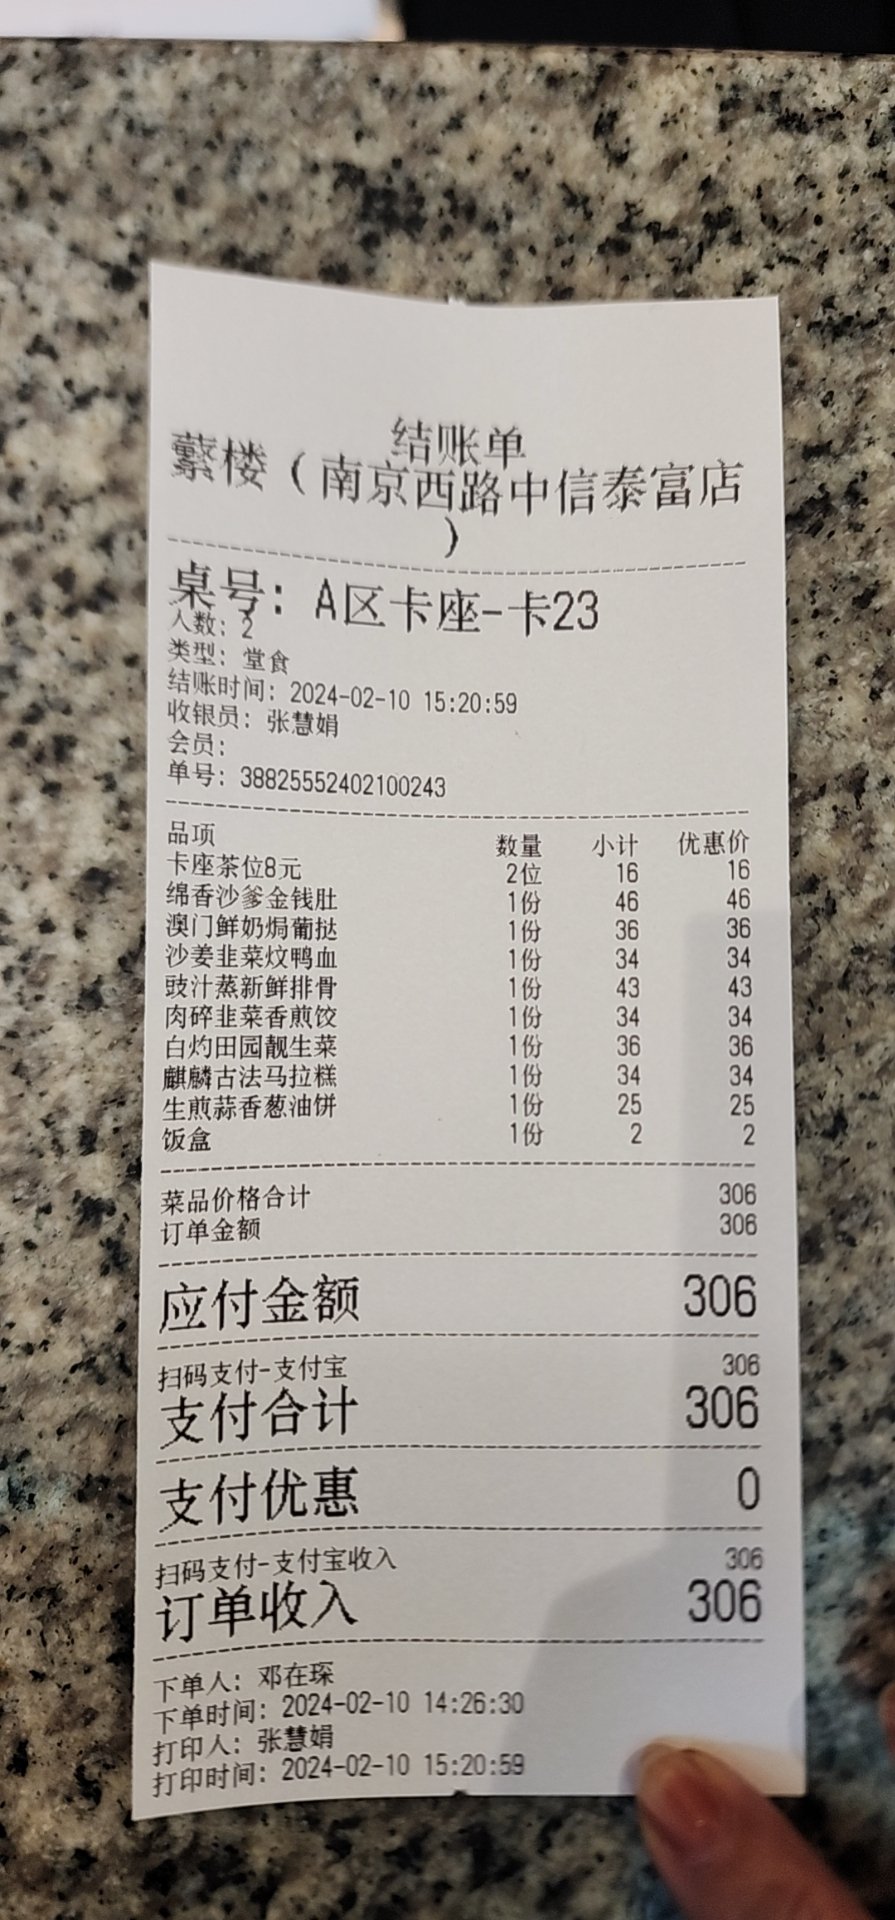 结账单
蘩楼（南京西路中信泰富店
）
桌号：A区卡座-卡23
人数：2
类型：堂食
结账时间：2024-02-10 15:20:59
收银员：张慧娟
会员：
单号：38825552402100243
品项 数量 小计 优惠价
卡座茶位8元 2位 16 16
绵香沙爹金钱肚 1份 46 46
澳门鲜奶焗葡挞 1份 36 36
沙姜韭菜炆鸭血 1份 34 34
豉汁蒸新鲜排骨 1份 43 43
肉碎韭菜香煎饺 1份 34 34
白灼田园靓生菜 1份 36 36
麒麟古法马拉糕 1份 34 34
生煎蒜香葱油饼 1份 25 25
饭盒 1份 2 2
菜品价格合计 306
订单金额 306
应付金额 306
扫码支付-支付宝 306
支付合计 306
支付优惠 0
扫码支付-支付宝收入 306
订单收入 306
下单人：邓在琛
下单时间：2024-02-10 14:26:30
打印人：张慧娟
打印时间：2024-02-10 15:20:59